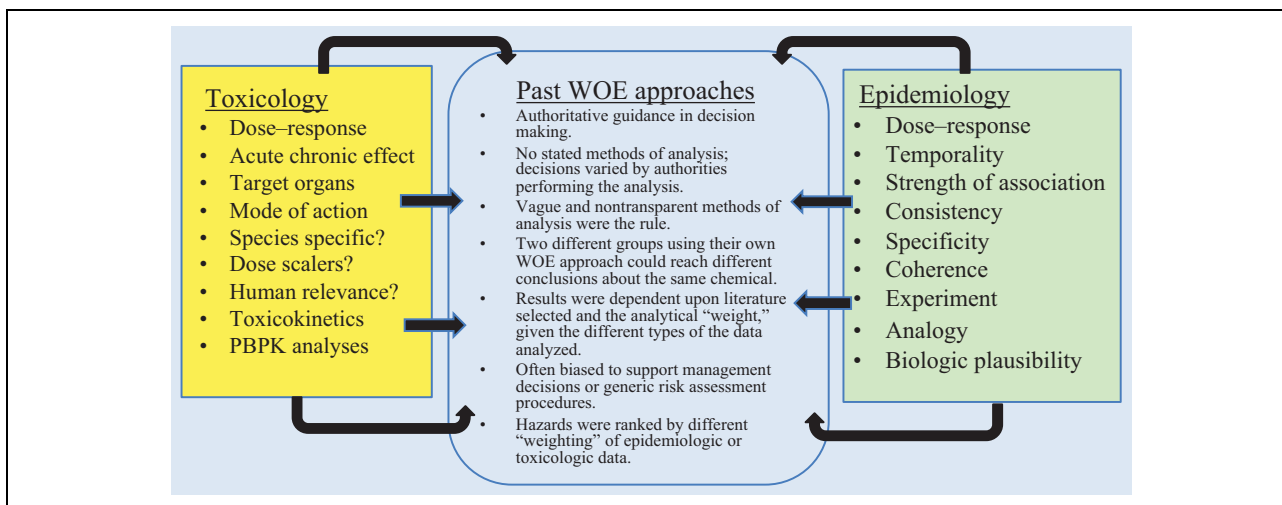 Toxicology
• Dose–response
• Acute chronic effect
• Target organs
• Mode of action
• Species specific?
• Dose scalers?
• Human relevance?
• Toxicokinetics
• PBPK analyses
Past WOE approaches
• Authoritative guidance in decision
making.
• No stated methods of analysis;
decisions varied by authorities
performing the analysis.
• Vague and nontransparent methods of
analysis were the rule.
• Two different groups using their own
WOE approach could reach different
conclusions about the same chemical.
• Results were dependent upon literature
selected and the analytical “weight,”
given the different types of the data
analyzed.
• Often biased to support management
decisions or generic risk assessment
procedures.
• Hazards were ranked by different
“weighting” of epidemiologic or
toxicologic data.
Epidemiology
• Dose–response
• Temporality
• Strength of association
• Consistency
• Specificity
• Coherence
• Experiment
• Analogy
• Biologic plausibility